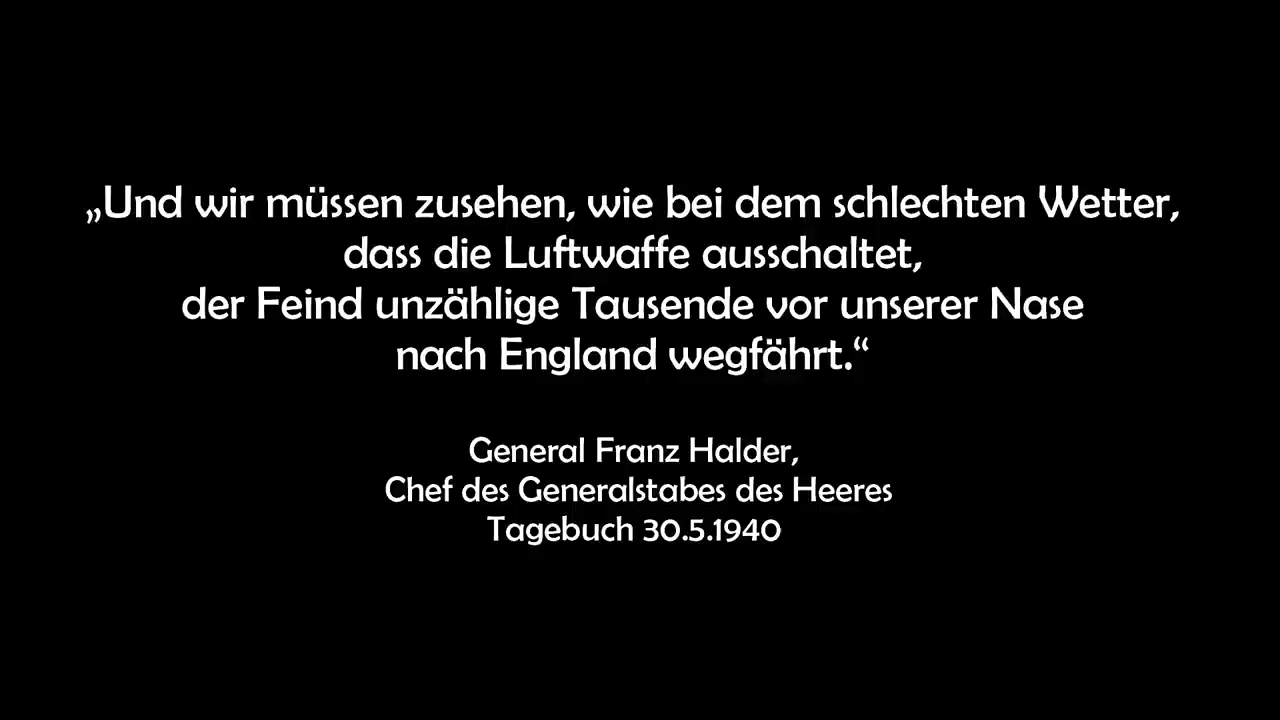 „Und wir müssen zusehen, wie bei dem schlechten Wetter,
dass die Luftwaffe ausschaltet,
der Feind unzählige Tausende vor unserer Nase
nach England wegfährt.“
General Franz Halder,
Chef des Generalstabes des Heeres
Tagebuch 30.5.1940